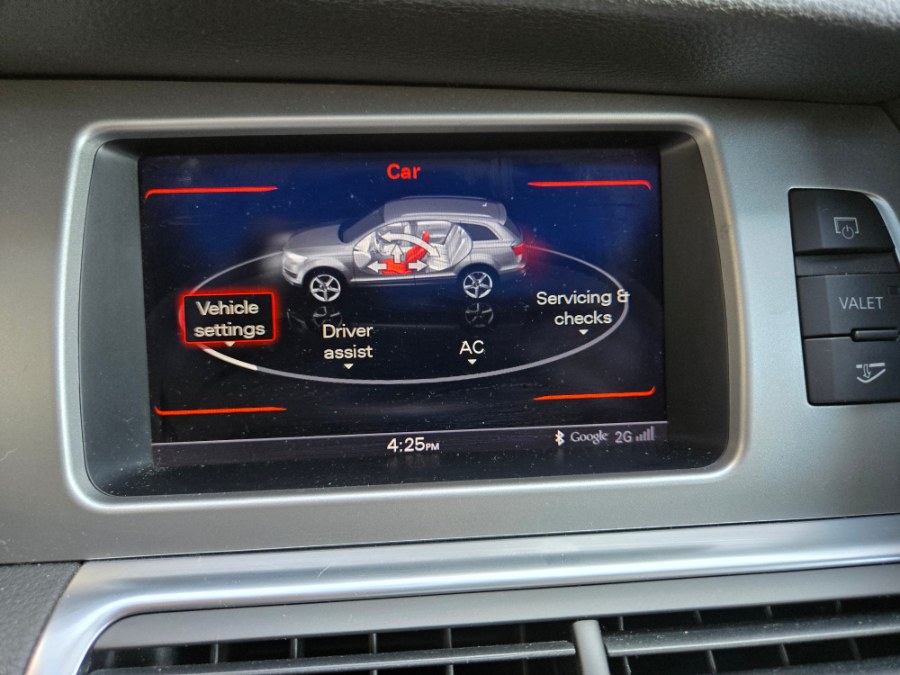 Car
Vehicle
settings
Driver
assist
AC
Servicing &
checks
4:25PM
Google 2G
VALET